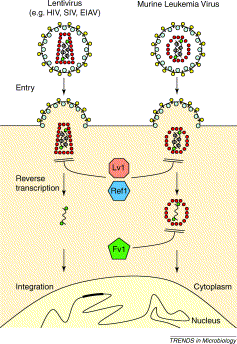 Lentivirus
(e.g. HIV, SIV, EIAV)
Murine Leukemia Virus
Entry
Lv1
Reverse
transcription
Ref1
Fv1
Integration
Cytoplasm
Nucleus
TRENDS in Microbiology